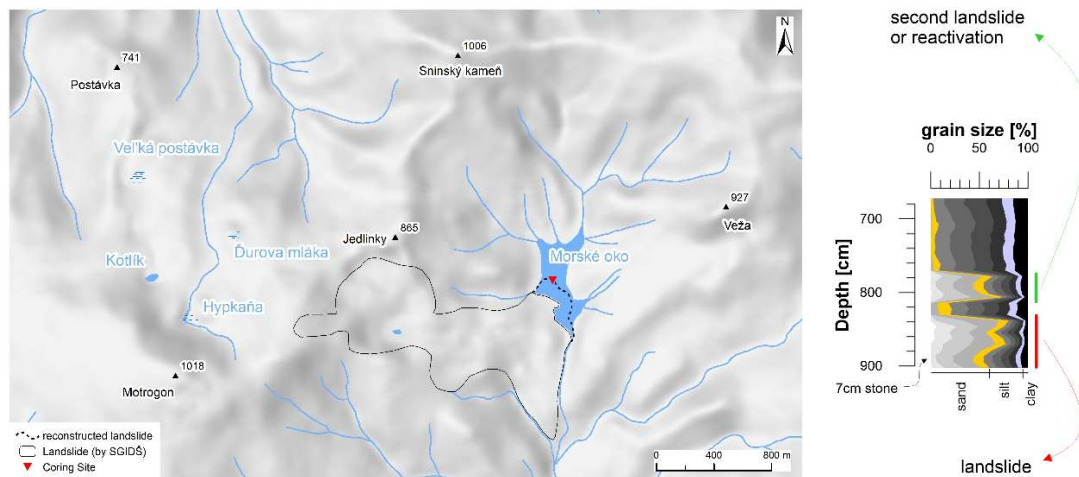 1006
Sninský kameň
N
741
Postávka
Veľká postávka
927
Veža
865
Jedlinky
Ďurova mláka
Morské oko
Kotlík
Hypkaňa
1018
Motrogon
reconstructed landslide
Landslide (by SGIDŠ)
Coring Site
0 400 800 m
second landslide
or reactivation
grain size [%]
0 100
Depth [cm]
700
800
900
7cm stone
sand
silt
clay
landslide